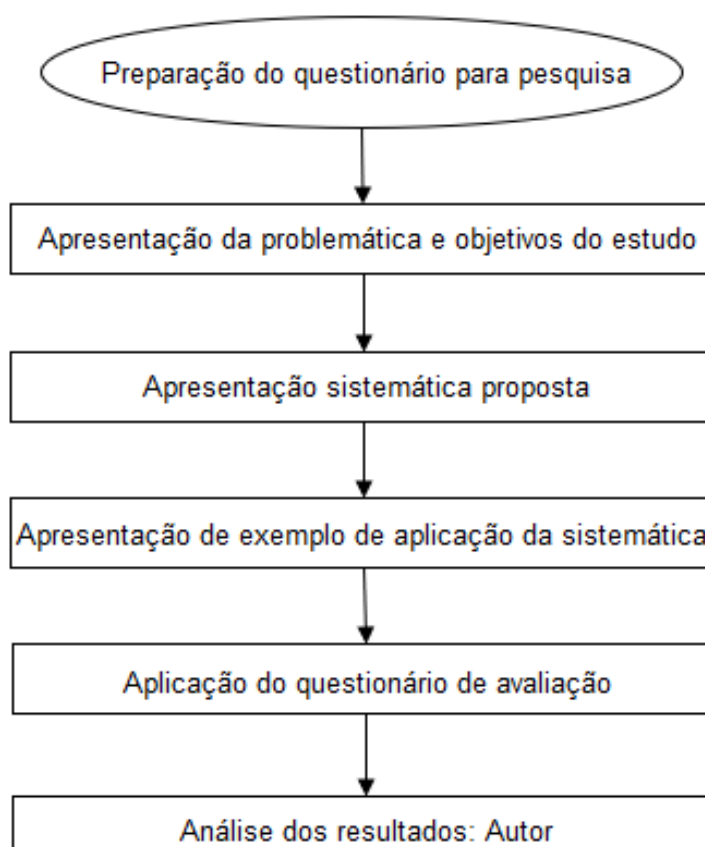 Preparação do questionário para pesquisa
Apresentação da problemática e objetivos do estudo
Apresentação sistemática proposta
Apresentação de exemplo de aplicação da sistemática
Aplicação do questionário de avaliação
Análise dos resultados: Autor